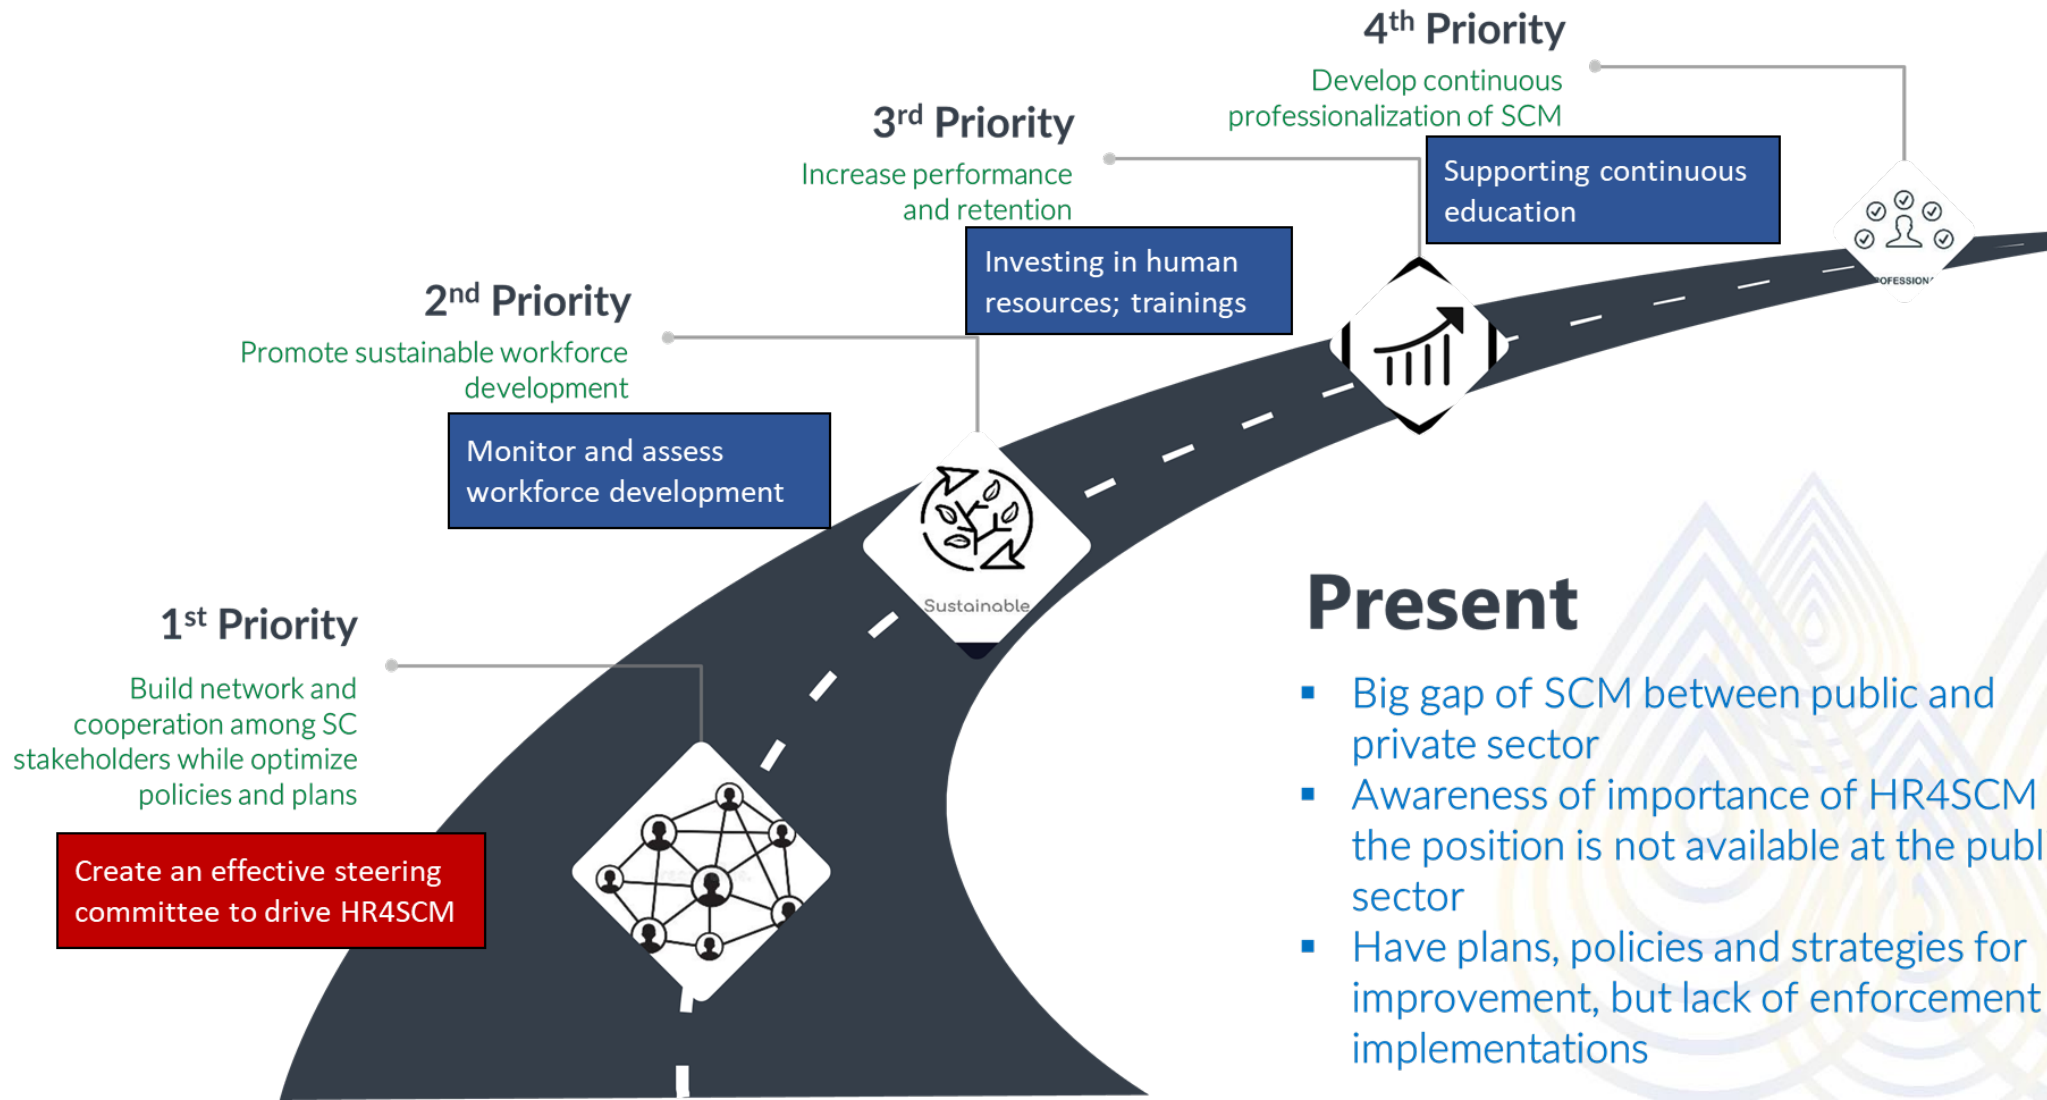 4th Priority
Develop continuous
professionalization of SCM
Supporting continuous
education
3rd Priority
Increase performance
and retention
Investing in human
resources; trainings
2nd Priority
Promote sustainable workforce
development
Monitor and assess
workforce development
Sustainable
1st Priority
Build network and
cooperation among SC
stakeholders while optimize
policies and plans
Create an effective steering
committee to drive HR4SCM
Present
▪ Big gap of SCM between public and
private sector
▪ Awareness of importance of HR4SCM
the position is not available at the publ
sector
▪ Have plans, policies and strategies for
improvement, but lack of enforcement
implementations